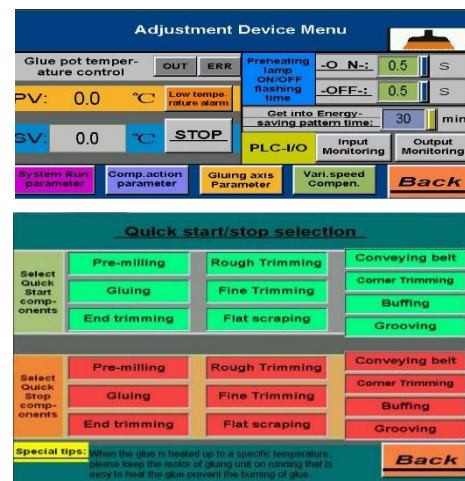 Adjustment Device Menu
Glue pot temper-
ature control
OUT
ERR
Preheating
lamp
ON/OFF
flashing
time
-O N-:
0.5
S
-OFF-:
0.5
S
PV:
0.0
℃
Low tempe-
rature alarm
Get into Energy-
saving pattern time:
30
min
SV:
0.0
℃
STOP
PLC-I/O
Input
Monitoring
Output
Monitoring
System Run
parameter
Comp.action
parameter
Gluing axis
Parameter
Vari.speed
Compen.
Back
Quick start/stop selection
Select
Quick
Start
comp-
onents
Pre-milling
Rough Trimming
Conveying belt
Gluing
Fine Trimming
Corner Trimming
Buffing
End trimming
Flat scraping
Grooving
Select
Quick
Stop
comp-
onents
Pre-milling
Rough Trimming
Conveying belt
Gluing
Fine Trimming
Corner Trimming
Buffing
End trimming
Flat scraping
Grooving
Special tips:
When the glue is heated up to a specific temperature,
please keep the motor of gluing unit on running that is
easy to heat the glue prevent the burning of glue.
Back